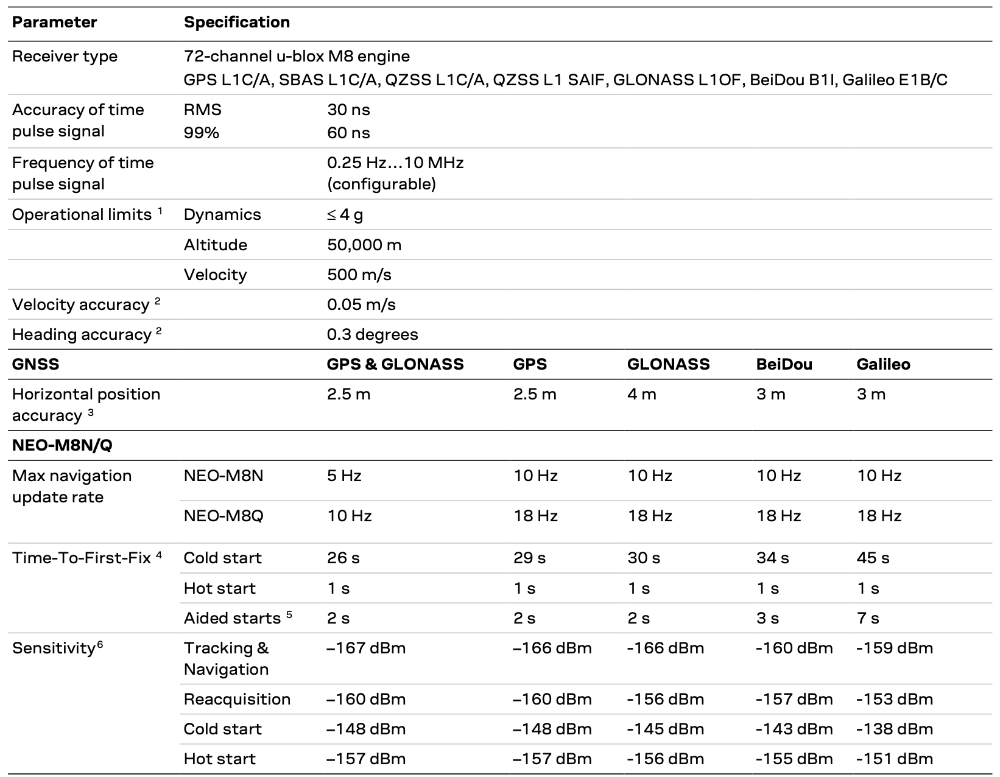 Parameter Specification
Receiver type 72-channel u-blox M8 engine
GPS L1C/A, SBAS L1C/A, QZSS L1C/A, QZSS L1 SAIF, GLONASS L1OF, BeiDou B1I, Galileo E1B/C
Accuracy of time RMS 30 ns
pulse signal 99% 60 ns
Frequency of time 0.25 Hz…10 MHz
pulse signal (configurable)
Operational limits 1 Dynamics ≤ 4 g
Altitude 50,000 m
Velocity 500 m/s
Velocity accuracy 2 0.05 m/s
Heading accuracy 2 0.3 degrees
GNSS GPS & GLONASS GPS GLONASS BeiDou Galileo
Horizontal position 2.5 m 2.5 m 4 m 3 m 3 m
accuracy 3
NEO-M8N/Q
Max navigation NEO-M8N 5 Hz 10 Hz 10 Hz 10 Hz 10 Hz
update rate
NEO-M8Q 10 Hz 18 Hz 18 Hz 18 Hz 18 Hz
Time-To-First-Fix 4 Cold start 26 s 29 s 30 s 34 s 45 s
Hot start 1 s 1 s 1 s 1 s 1 s
Aided starts 5 2 s 2 s 2 s 3 s 7 s
Sensitivity6 Tracking & –167 dBm –166 dBm -166 dBm -160 dBm -159 dBm
Navigation
Reacquisition –160 dBm –160 dBm -156 dBm -157 dBm -153 dBm
Cold start –148 dBm –148 dBm -145 dBm -143 dBm -138 dBm
Hot start –157 dBm –157 dBm -156 dBm -155 dBm -151 dBm